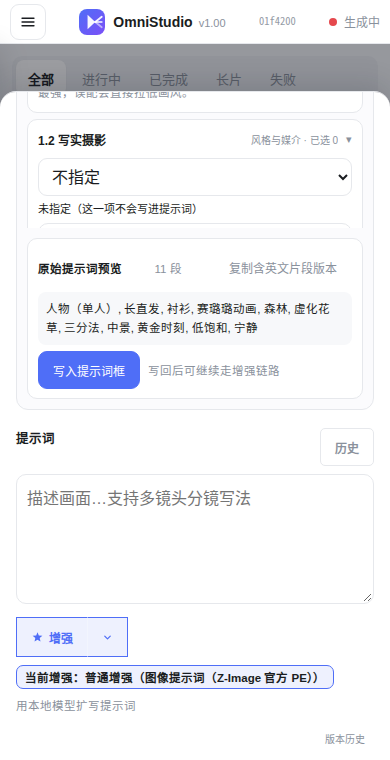 OmniStudio v1.00 01f4200 生成中
全部 进行中 已完成 长片 失败
最强，误配会直接拉低画风。
1.2 写实摄影 风格与媒介 · 已选 0 ▾
不指定
未指定（这一项不会写进提示词）
原始提示词预览 11 段 复制含英文片段版本
人物（单人）, 长直发, 衬衫, 赛璐璐动画, 森林, 虚化花
草, 三分法, 中景, 黄金时刻, 低饱和, 宁静
写入提示词框 写回后可继续走增强链路
提示词 历史
描述画面…支持多镜头分镜写法
增强
当前增强：普通增强（图像提示词（Z-Image 官方 PE））
用本地模型扩写提示词
版本历史